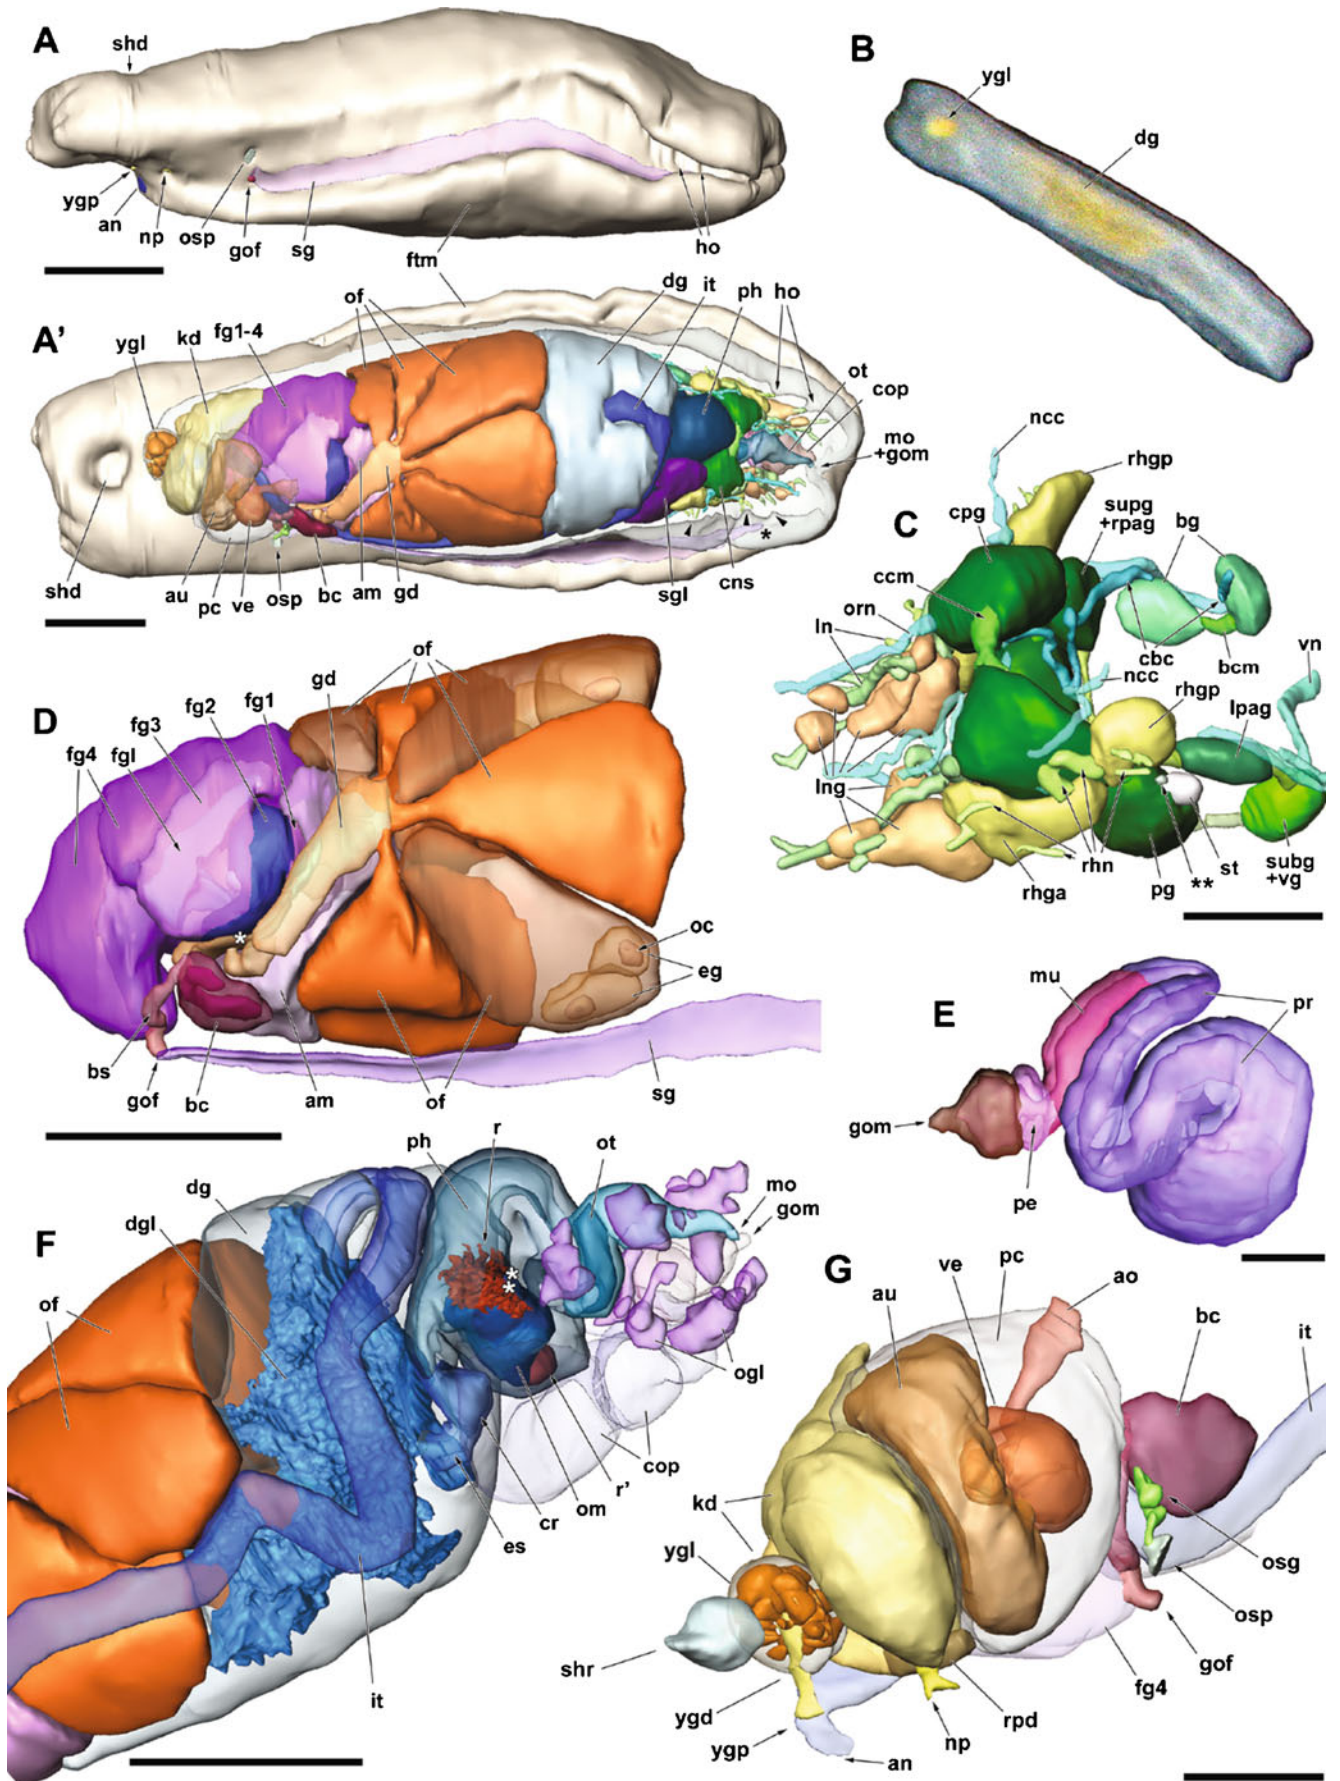 A
shd
ygp
an
np
osp
gof
sg
ftm
ho
B
ygl
dg
A'
ygl
kd
fg1-4
of
dg
it
ph
ho
ot
cop
mo
+gom
shd
au
pc
ve
osp
bc
am
gd
sgl
cns
*
C
ncc
rhgp
cpg
supg
+rpag
bg
ccm
orn
ln
cbc
bcm
vn
ncc
rhgp
lpag
lng
rhn
rhga
pg
**
st
subg
+vg
D
of
gd
fg1
fg2
fg3
fgl
fg4
*
oc
eg
bs
gof
bc
am
of
sg
E
mu
pr
gom
pe
F
ph
r
ot
mo
gom
dg
dgl
of
*
*
ogl
cop
r'
om
cr
es
it
G
pc
ve
ao
au
bc
it
kd
ygl
osg
osp
shr
gof
fg4
ygd
rpd
ygp
np
an